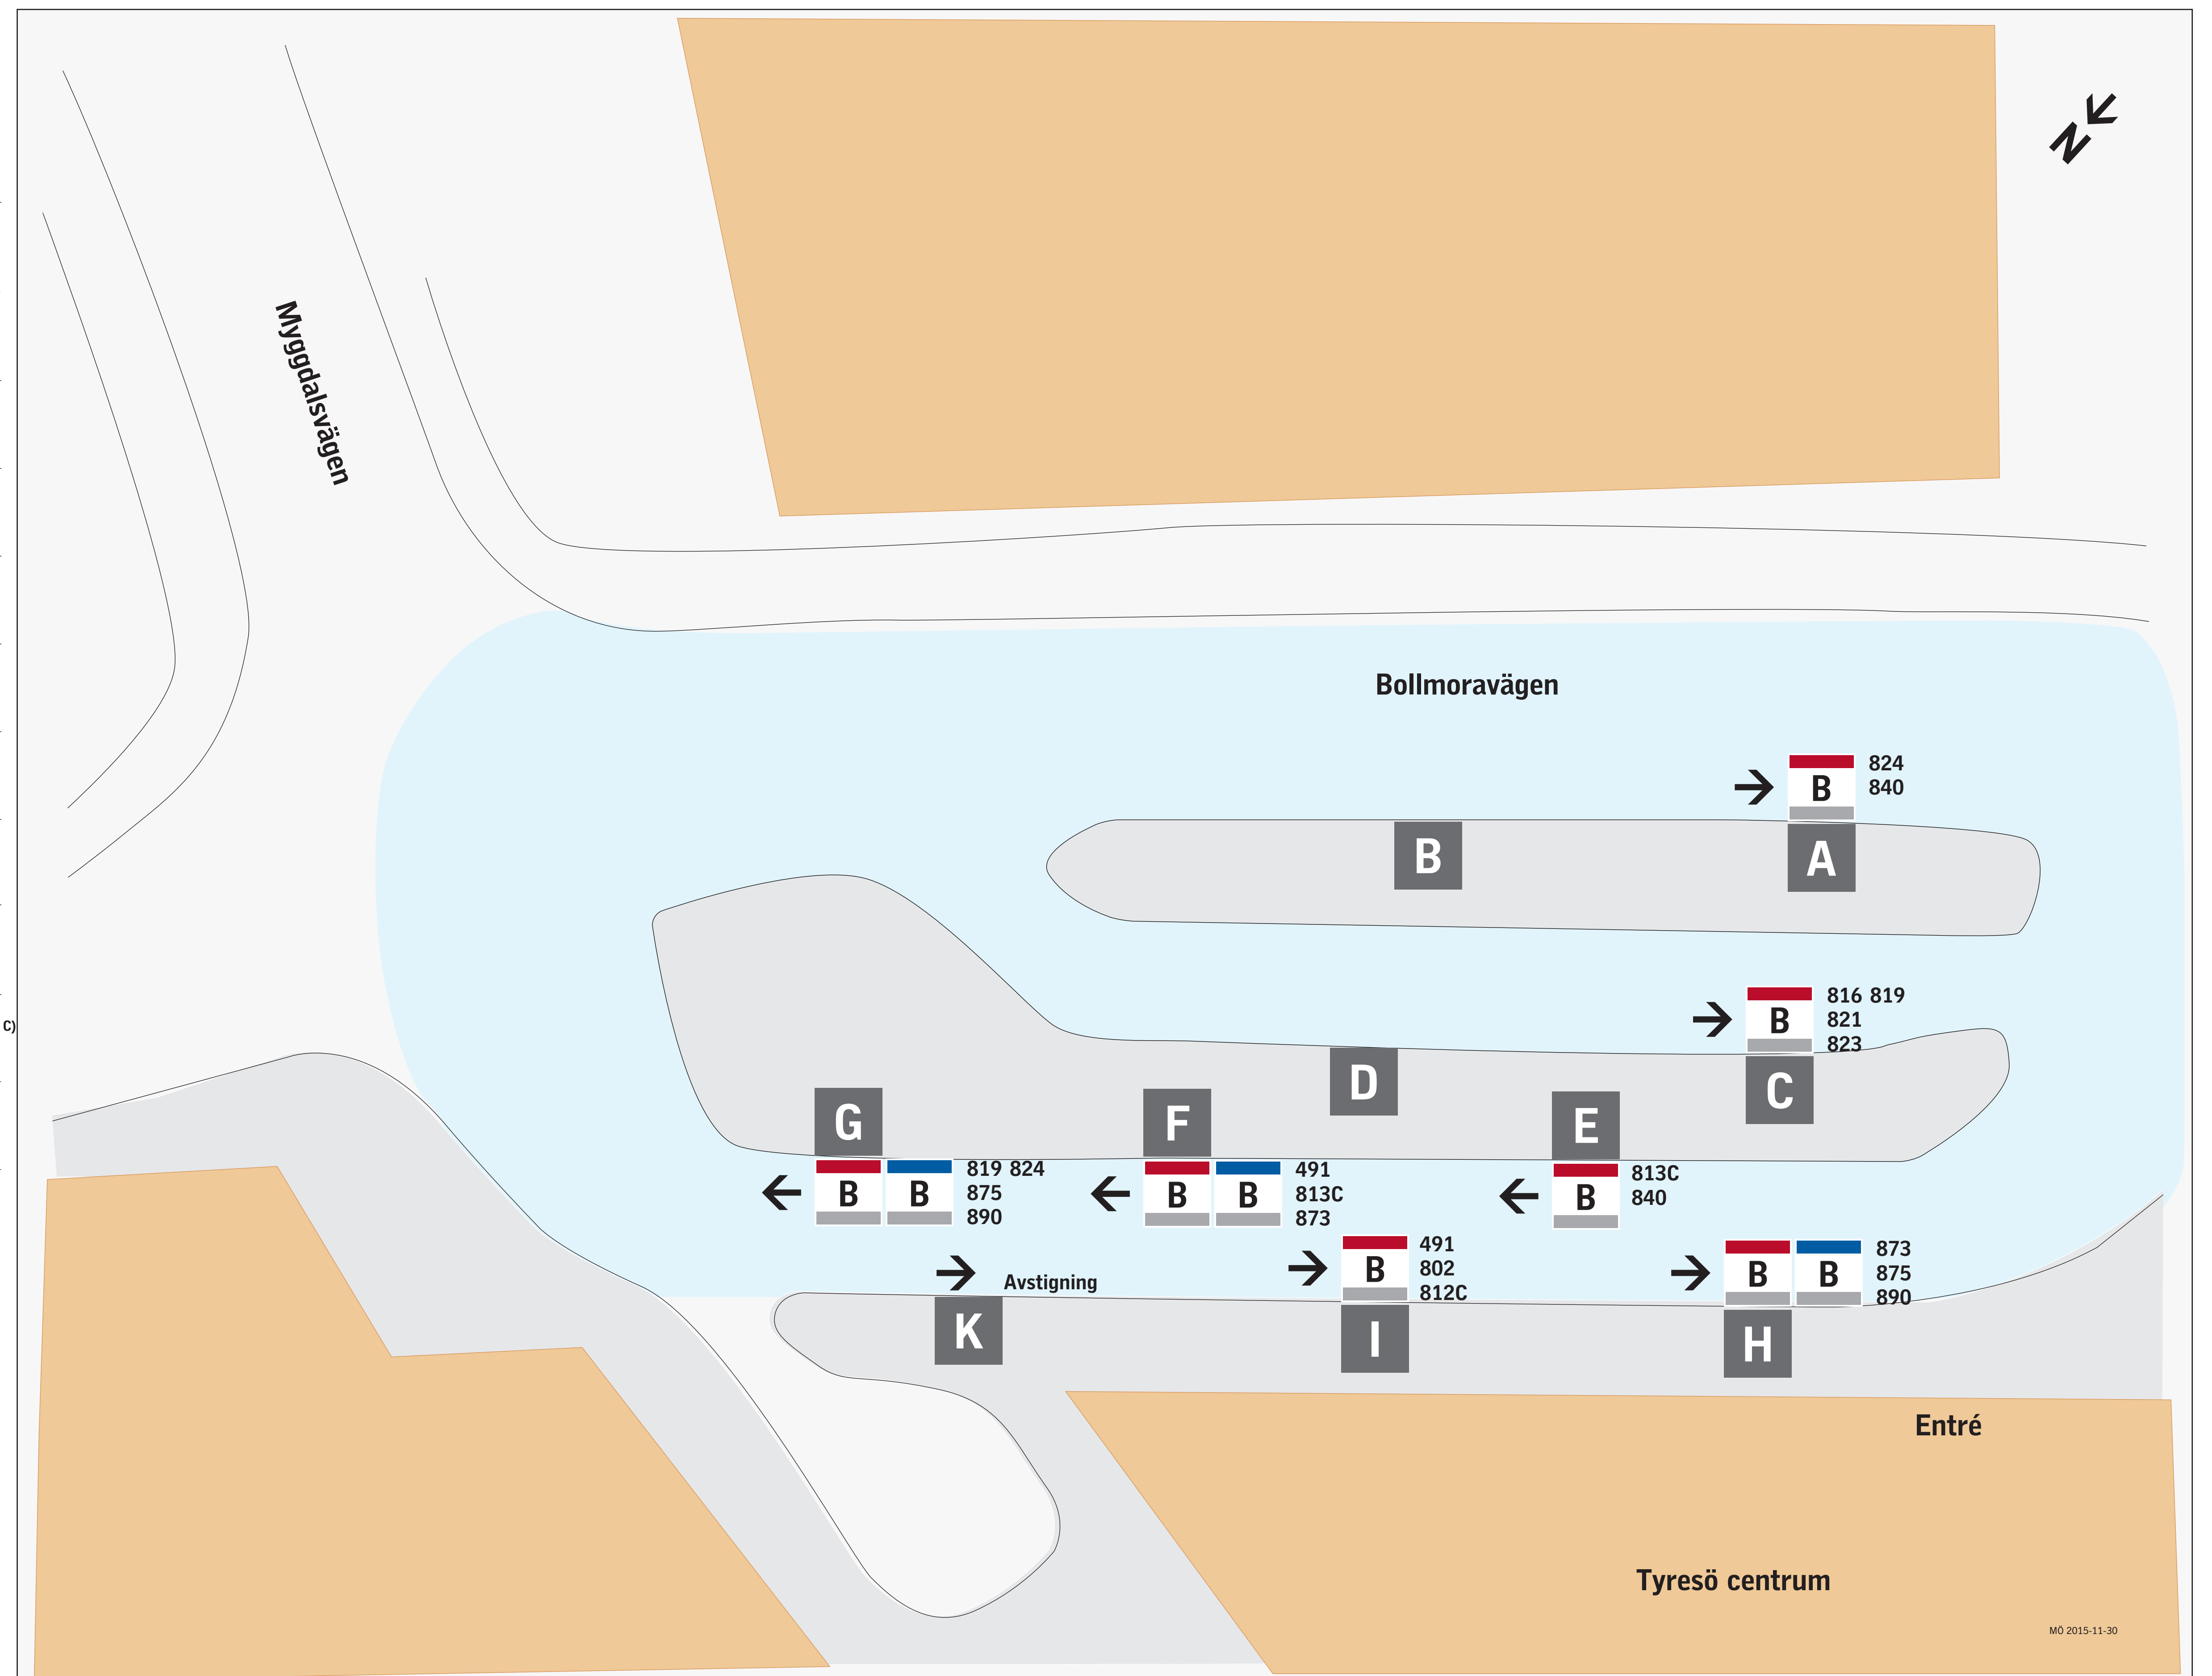 N
Myggdalsvägen
Bollmoravägen
B
824
840
B
A
B
816 819
821
823
C)
D
C
G
F
E
B
B
819 824
875
890
B
B
491
813C
873
B
813C
840
Avstigning
B
491
802
812C
B
B
873
875
890
K
I
H
Entré
Tyresö centrum
MÖ 2015-11-30